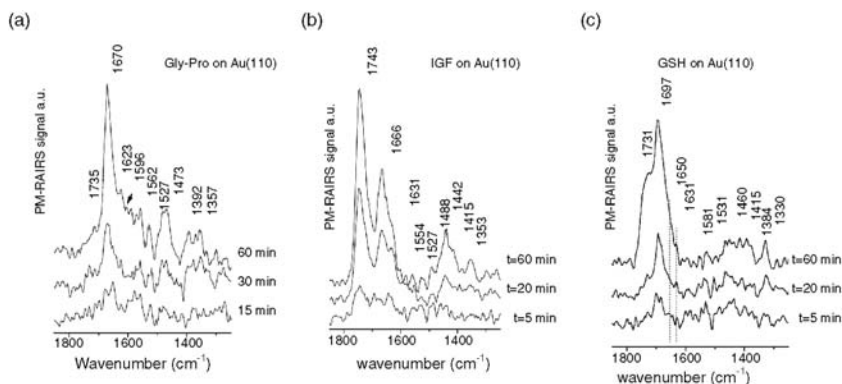 (a)
Gly-Pro on Au(110)
PM-RAIRS signal a.u.
1670
1735
1623
1596
1562
1527
1473
1392
1357
60 min
30 min
15 min
1800
1600
1400
Wavenumber (cm⁻¹)
(b)
IGF on Au(110)
PM-RAIRS signal a.u.
1743
1666
1631
1554
1527
1488
1442
1415
1353
t=60 min
t=20 min
t=5 min
1800
1600
1400
wavenumber (cm⁻¹)
(c)
GSH on Au(110)
PM-RAIRS signal a.u.
1697
1731
1650
1631
1581
1531
1460
1415
1384
1330
t=60 min
t=20 min
t=5 min
1800
1600
1400
wavenumber (cm⁻¹)